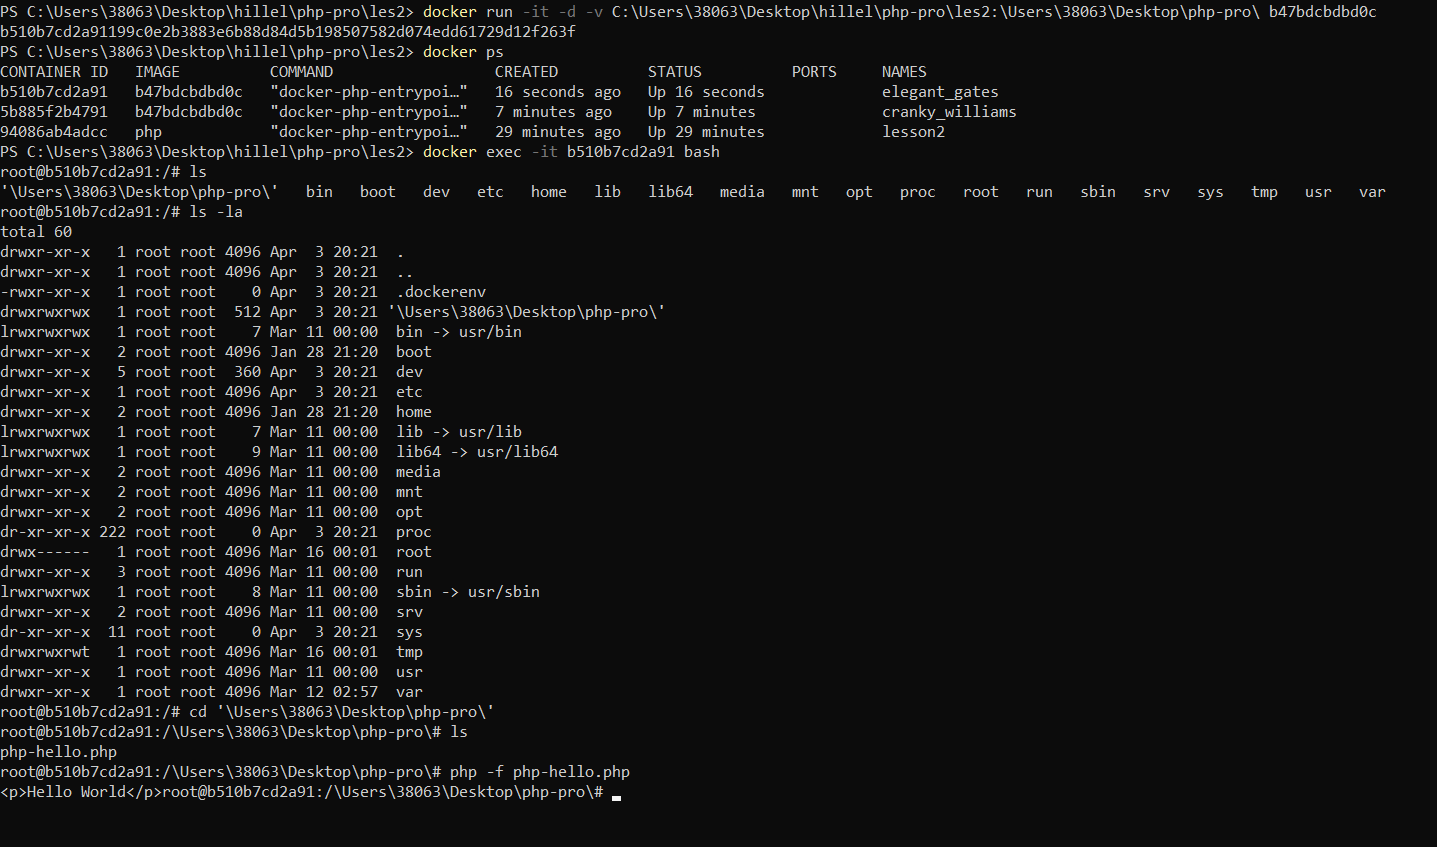 PS C:\Users\38063\Desktop\hillel\php-pro\les2> docker run -it -d -v C:\Users\38063\Desktop\hillel\php-pro\les2:\Users\38063\Desktop\php-pro\ b47bdcbdbd0c
b510b7cd2a91199c0e2b3883e6b88d84d5b198507582d074edd61729d12f263f
PS C:\Users\38063\Desktop\hillel\php-pro\les2> docker ps
CONTAINER ID   IMAGE          COMMAND                  CREATED          STATUS          PORTS     NAMES
b510b7cd2a91   b47bdcbdbd0c   "docker-php-entrypoi…"   16 seconds ago   Up 16 seconds             elegant_gates
5b885f2b4791   b47bdcbdbd0c   "docker-php-entrypoi…"   7 minutes ago    Up 7 minutes              cranky_williams
94086ab4adcc   php            "docker-php-entrypoi…"   29 minutes ago   Up 29 minutes             lesson2
PS C:\Users\38063\Desktop\hillel\php-pro\les2> docker exec -it b510b7cd2a91 bash
root@b510b7cd2a91:/# ls
'\Users\38063\Desktop\php-pro\'   bin   boot   dev   etc   home   lib   lib64   media   mnt   opt   proc   root   run   sbin   srv   sys   tmp   usr   var
root@b510b7cd2a91:/# ls -la
total 60
drwxr-xr-x   1 root root 4096 Apr  3 20:21  .
drwxr-xr-x   1 root root 4096 Apr  3 20:21  ..
-rwxr-xr-x   1 root root    0 Apr  3 20:21  .dockerenv
drwxrwxrwx   1 root root  512 Apr  3 20:21 '\Users\38063\Desktop\php-pro\'
lrwxrwxrwx   1 root root    7 Mar 11 00:00  bin -> usr/bin
drwxr-xr-x   2 root root 4096 Jan 28 21:20  boot
drwxr-xr-x   5 root root  360 Apr  3 20:21  dev
drwxr-xr-x   1 root root 4096 Apr  3 20:21  etc
drwxr-xr-x   2 root root 4096 Jan 28 21:20  home
lrwxrwxrwx   1 root root    7 Mar 11 00:00  lib -> usr/lib
lrwxrwxrwx   1 root root    9 Mar 11 00:00  lib64 -> usr/lib64
drwxr-xr-x   2 root root 4096 Mar 11 00:00  media
drwxr-xr-x   2 root root 4096 Mar 11 00:00  mnt
drwxr-xr-x   2 root root 4096 Mar 11 00:00  opt
dr-xr-xr-x 222 root root    0 Apr  3 20:21  proc
drwx------   1 root root 4096 Mar 16 00:01  root
drwxr-xr-x   3 root root 4096 Mar 11 00:00  run
lrwxrwxrwx   1 root root    8 Mar 11 00:00  sbin -> usr/sbin
drwxr-xr-x   2 root root 4096 Mar 11 00:00  srv
dr-xr-xr-x  11 root root    0 Apr  3 20:21  sys
drwxrwxrwt   1 root root 4096 Mar 16 00:01  tmp
drwxr-xr-x   1 root root 4096 Mar 11 00:00  usr
drwxr-xr-x   1 root root 4096 Mar 12 02:57  var
root@b510b7cd2a91:/# cd '\Users\38063\Desktop\php-pro\'
root@b510b7cd2a91:/\Users\38063\Desktop\php-pro\# ls
php-hello.php
root@b510b7cd2a91:/\Users\38063\Desktop\php-pro\# php -f php-hello.php
<p>Hello World</p>root@b510b7cd2a91:/\Users\38063\Desktop\php-pro\#